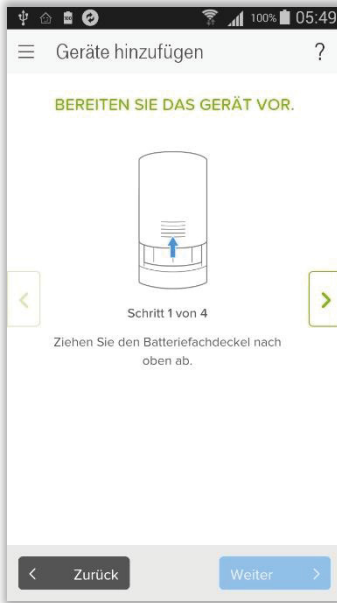 100% 05:49
Geräte hinzufügen ?
BEREITEN SIE DAS GERÄT VOR.
Schritt 1 von 4
Ziehen Sie den Batteriefachdeckel nach
oben ab.
Zurück Weiter